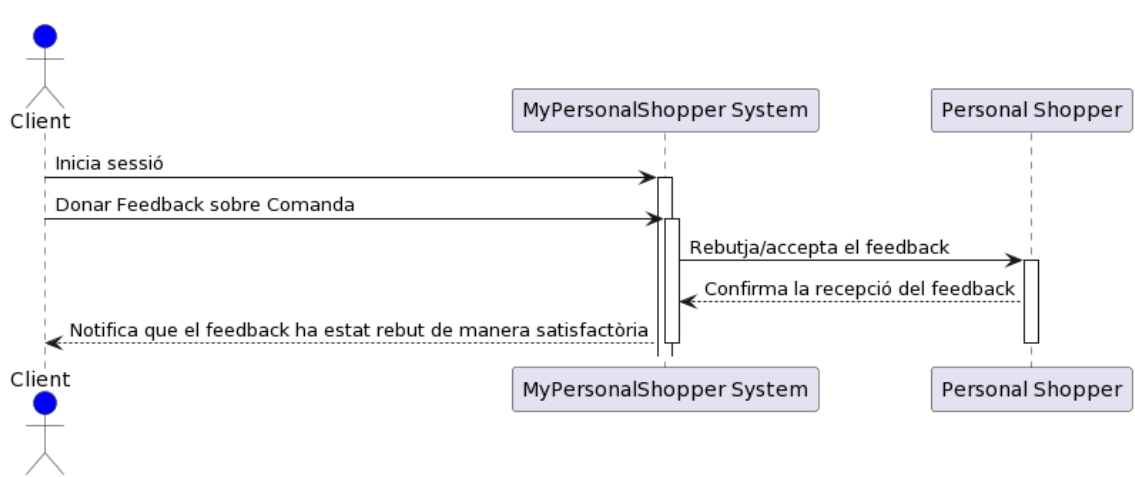 Client
MyPersonalShopper System
Personal Shopper
Inicia sessió
Donar Feedback sobre Comanda
Rebutja/accepta el feedback
Confirma la recepció del feedback
Notifica que el feedback ha estat rebut de manera satisfactòria
Client
MyPersonalShopper System
Personal Shopper